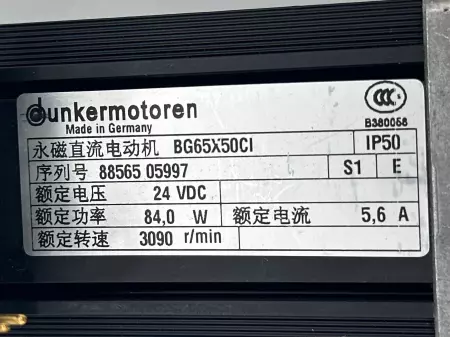 dunkermotoren
Made in Germany
CCC
B380056
永磁直流电动机 BG65X50CI IP50
序列号 88565 05997 S1 E
额定电压 24 VDC
额定功率 84,0 W 额定电流 5,6 A
额定转速 3090 r/min